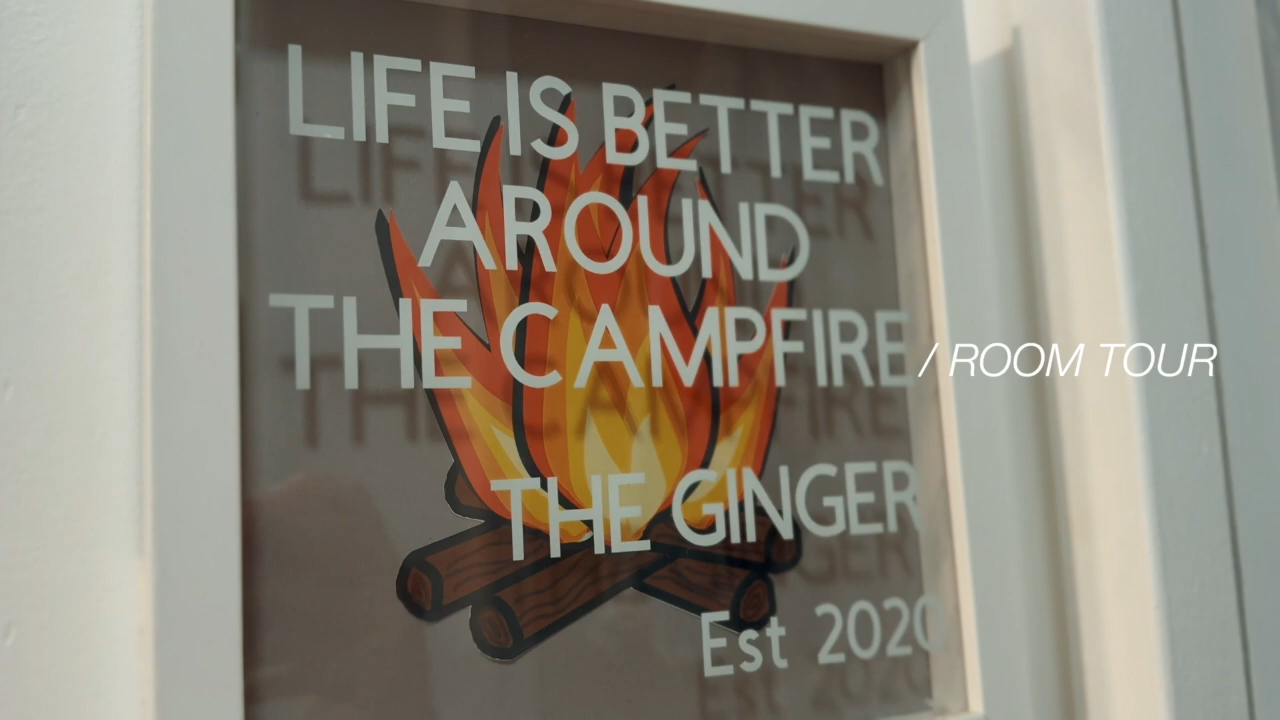 LIFE IS BETTER
AROUND
THE CAMPFIRE
THE GINGER
Est 2020
/ ROOM TOUR